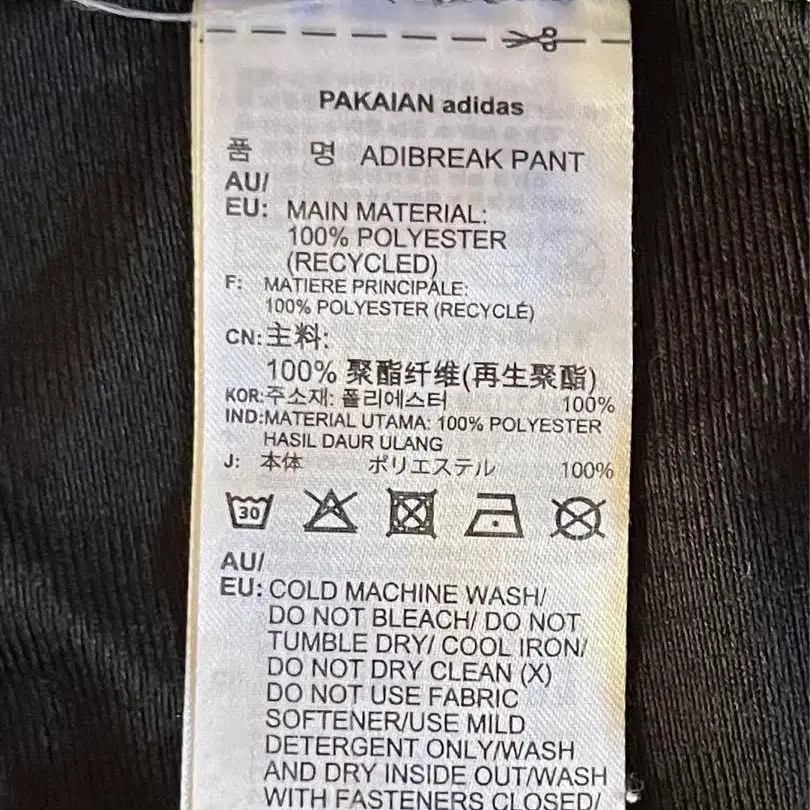 PAKAIAN adidas
품 명 ADIBREAK PANT
AU/
EU: MAIN MATERIAL:
100% POLYESTER
(RECYCLED)
F: MATIERE PRINCIPALE:
100% POLYESTER (RECYCLÉ)
CN:主料:
100% 聚酯纤维(再生聚酯)
KOR:주소재: 폴리에스터 100%
IND:MATERIAL UTAMA: 100% POLYESTER
HASIL DAUR ULANG
J: 本体 ポリエステル 100%
30
AU/
EU: COLD MACHINE WASH/
DO NOT BLEACH/ DO NOT
TUMBLE DRY/ COOL IRON/
DO NOT DRY CLEAN (X)
DO NOT USE FABRIC
SOFTENER/USE MILD
DETERGENT ONLY/WASH
AND DRY INSIDE OUT/WASH
WITH FASTENERS CLOSED/